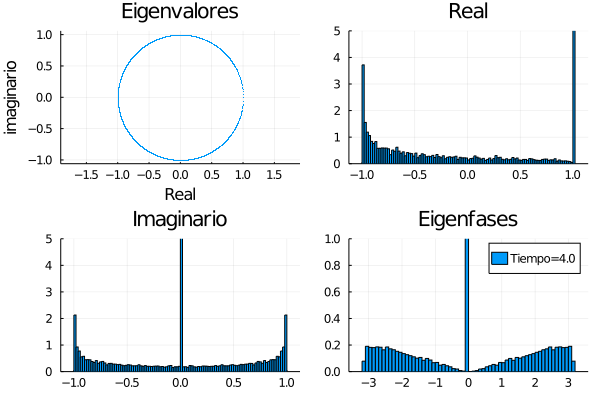 Eigenvalores
imaginario
1.0
0.5
0.0
−0.5
−1.0
−1.5 −1.0 −0.5 0.0 0.5 1.0 1.5
Real
Real
5
4
3
2
1
0
−1.0 −0.5 0.0 0.5 1.0
Imaginario
5
4
3
2
1
0
−1.0 −0.5 0.0 0.5 1.0
Eigenfases
Tiempo=4.0
1.0
0.8
0.6
0.4
0.2
0.0
−3 −2 −1 0 1 2 3